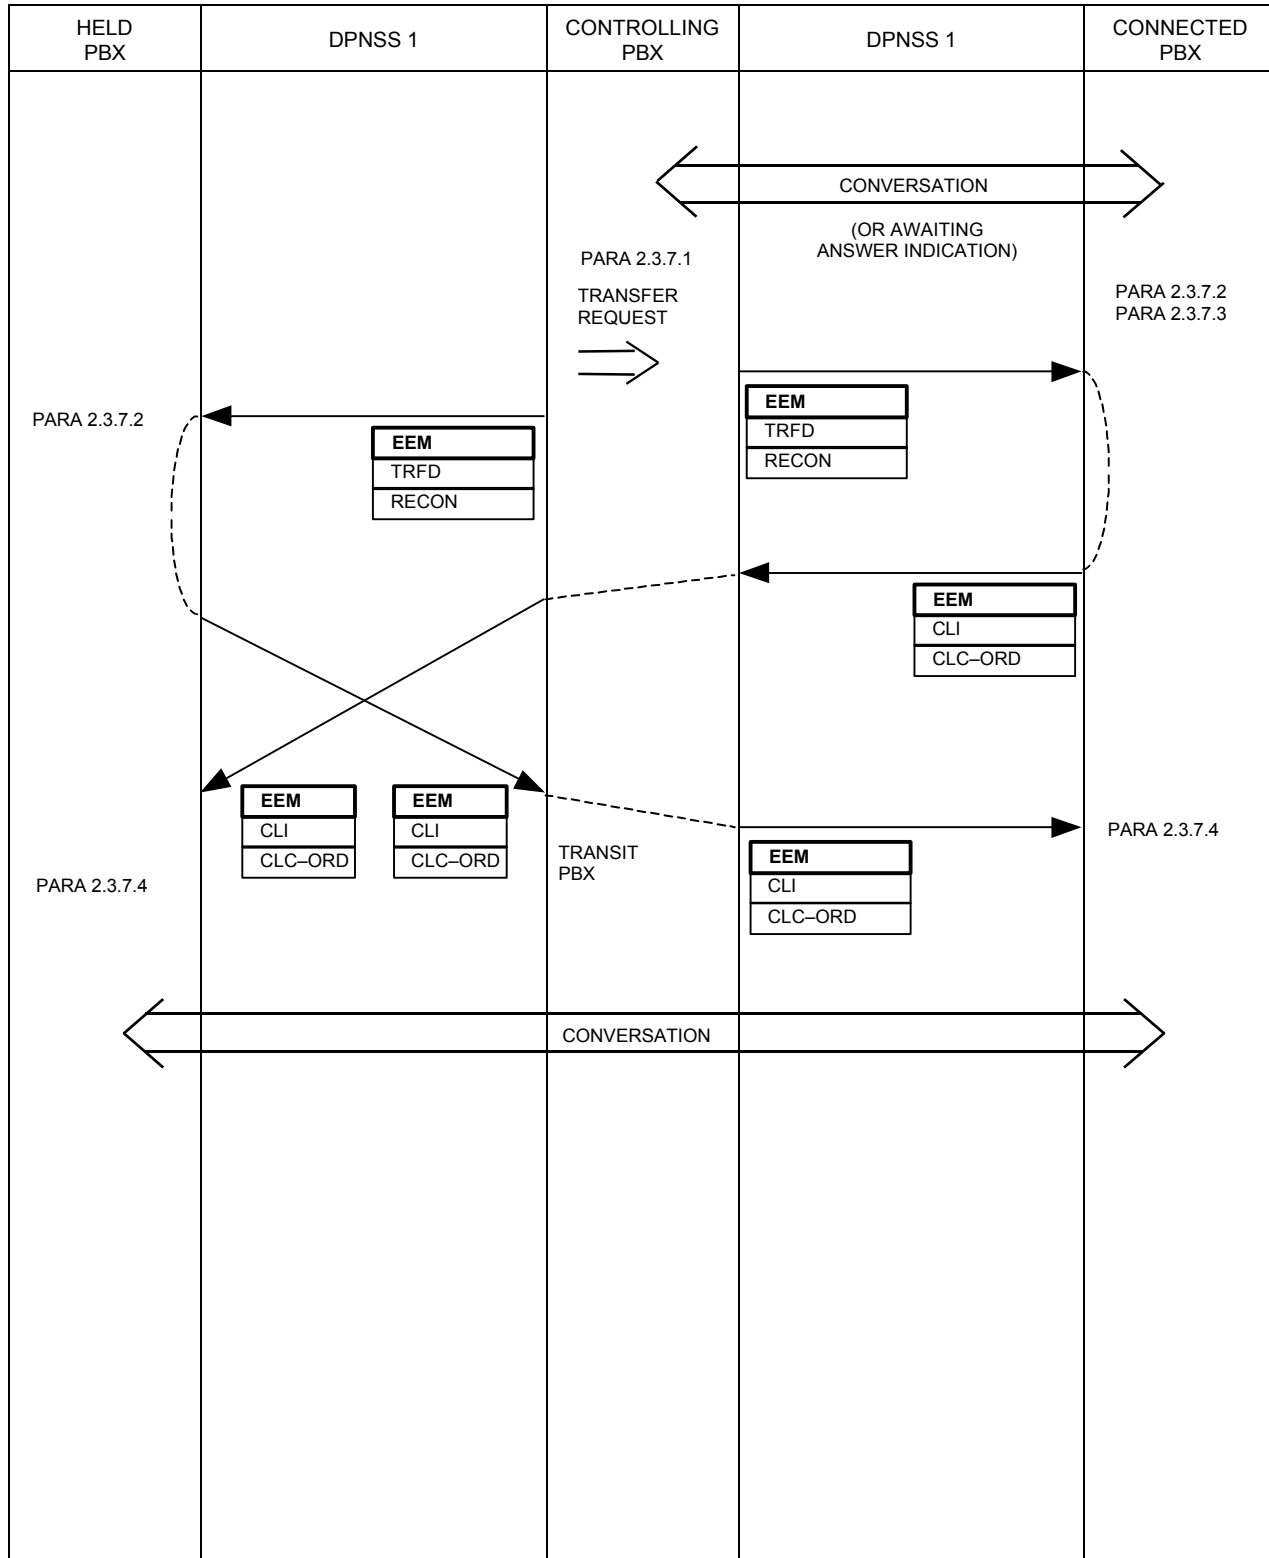 HELD
PBX
DPNSS 1
CONTROLLING
PBX
DPNSS 1
CONNECTED
PBX
CONVERSATION
(OR AWAITING
ANSWER INDICATION)
PARA 2.3.7.1
TRANSFER
REQUEST
PARA 2.3.7.2
PARA 2.3.7.3
PARA 2.3.7.2
EEM
TRFD
RECON
EEM
TRFD
RECON
EEM
CLI
CLC–ORD
EEM
CLI
CLC–ORD
EEM
CLI
CLC–ORD
TRANSIT
PBX
EEM
CLI
CLC–ORD
PARA 2.3.7.4
PARA 2.3.7.4
CONVERSATION